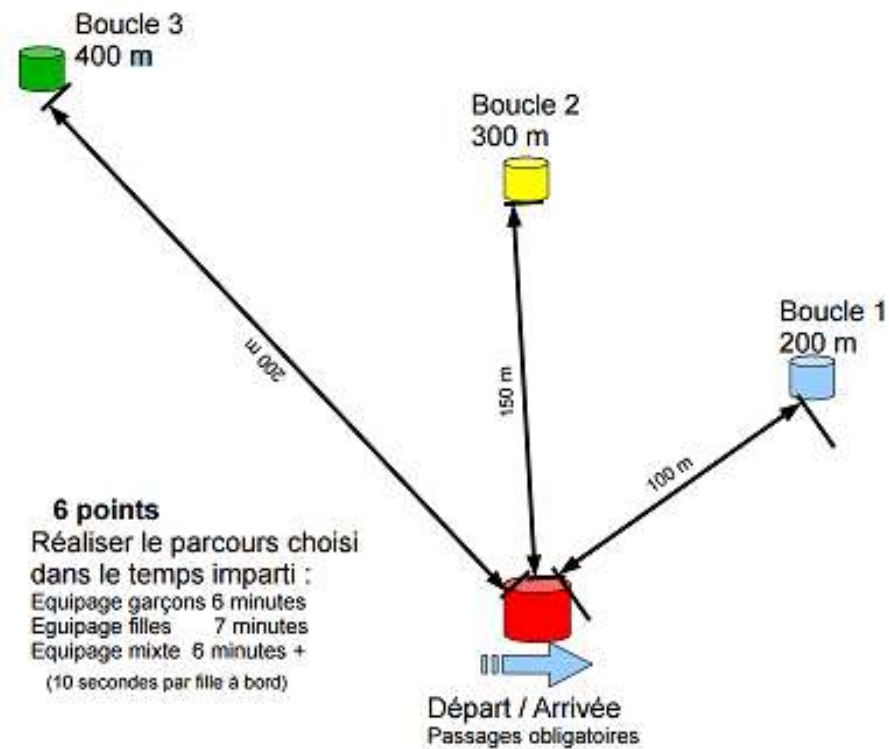 Boucle 3
400 m
Boucle 2
300 m
Boucle 1
200 m
200 m
150 m
100 m
6 points
Réaliser le parcours choisi
dans le temps imparti :
Equipage garçons 6 minutes
Eguipage filles 7 minutes
Equipage mixte 6 minutes +
(10 secondes par fille à bord)
Départ / Arrivée
Passages obligatoires